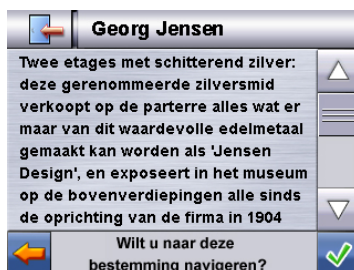 Georg Jensen
Twee etages met schitterend zilver:
deze gerenommeerde zilversmid
verkoopt op de parterre alles wat er
maar van dit waardevolle edelmetaal
gemaakt kan worden als 'Jensen
Design', en exposeert in het museum
op de bovenverdiepingen alle sinds
de oprichting van de firma in 1904
Wilt u naar deze
bestemming navigeren?